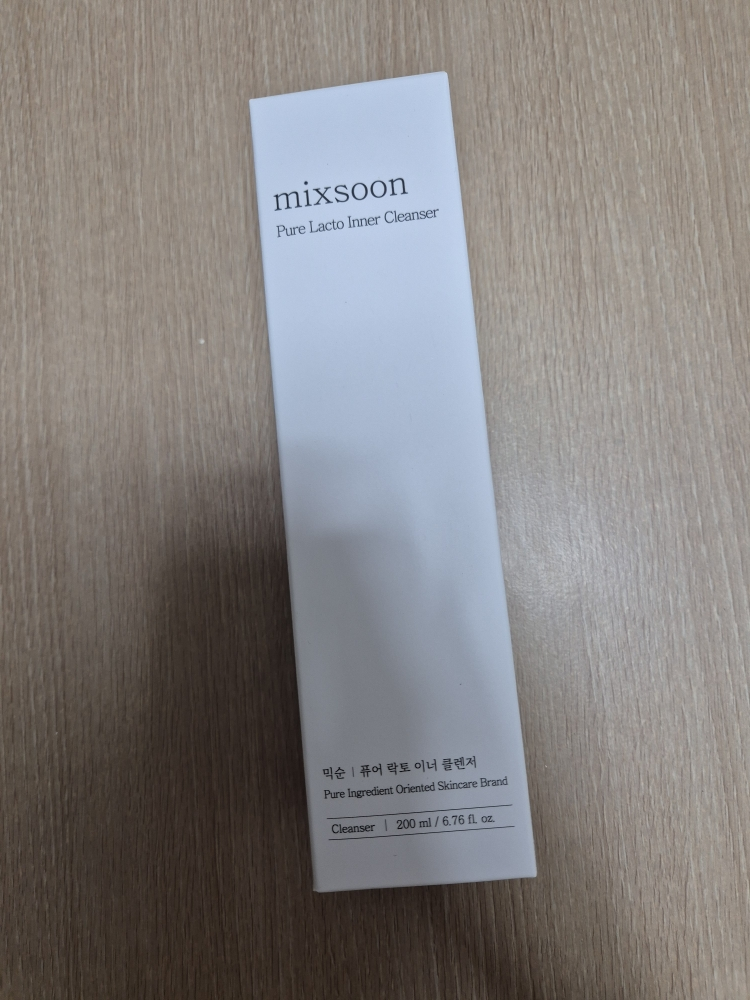 mixsoon
Pure Lacto Inner Cleanser
믹순 | 퓨어 락토 이너 클렌저
Pure Ingredient Oriented Skincare Brand
Cleanser | 200 ml / 6.76 fl. oz.